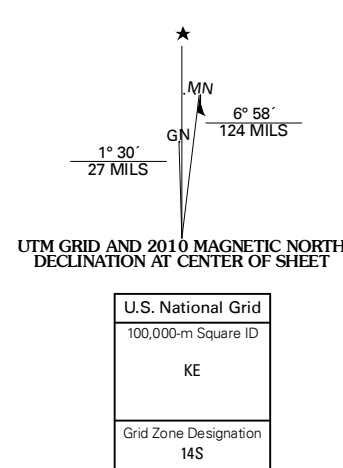 ★
MN
6° 58´
124 MILS
GN
1° 30´
27 MILS
UTM GRID AND 2010 MAGNETIC NORTH
DECLINATION AT CENTER OF SHEET
U.S. National Grid
100,000-m Square ID
KE
Grid Zone Designation
14S